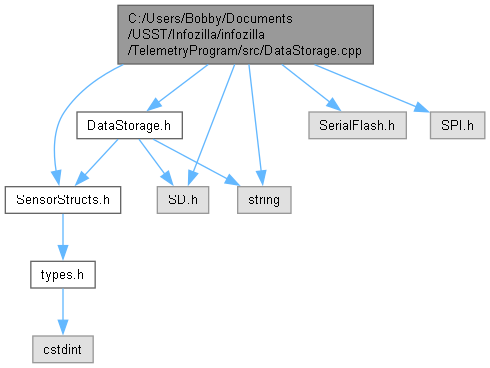 C:/Users/Bobby/Documents
/USST/Infozilla/infozilla
/TelemetryProgram/src/DataStorage.cpp
DataStorage.h
SerialFlash.h
SPI.h
SensorStructs.h
SD.h
string
types.h
cstdint